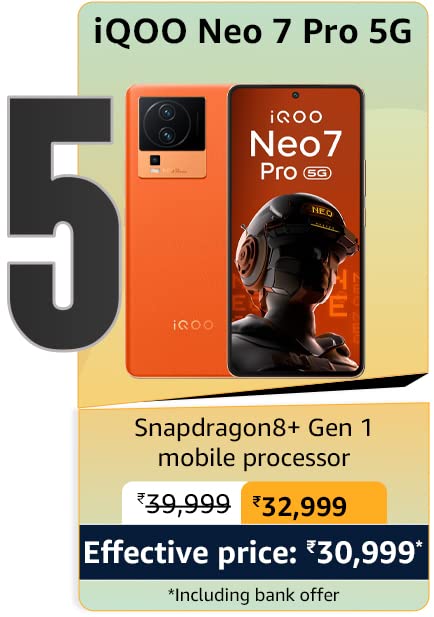 iQOO Neo 7 Pro 5G
5
iQOO
Neo7
Pro 5G
NEO
iQOO
Snapdragon8+ Gen 1
mobile processor
₹39,999 ₹32,999
Effective price: ₹30,999*
*Including bank offer